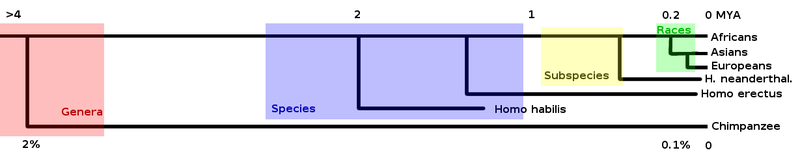 >4 2 1 0.2 0 MYA
Races
Africans
Asians
Europeans
Subspecies
H. neanderthal.
Homo erectus
Genera
Species
Homo habilis
Chimpanzee
2% 0.1% 0